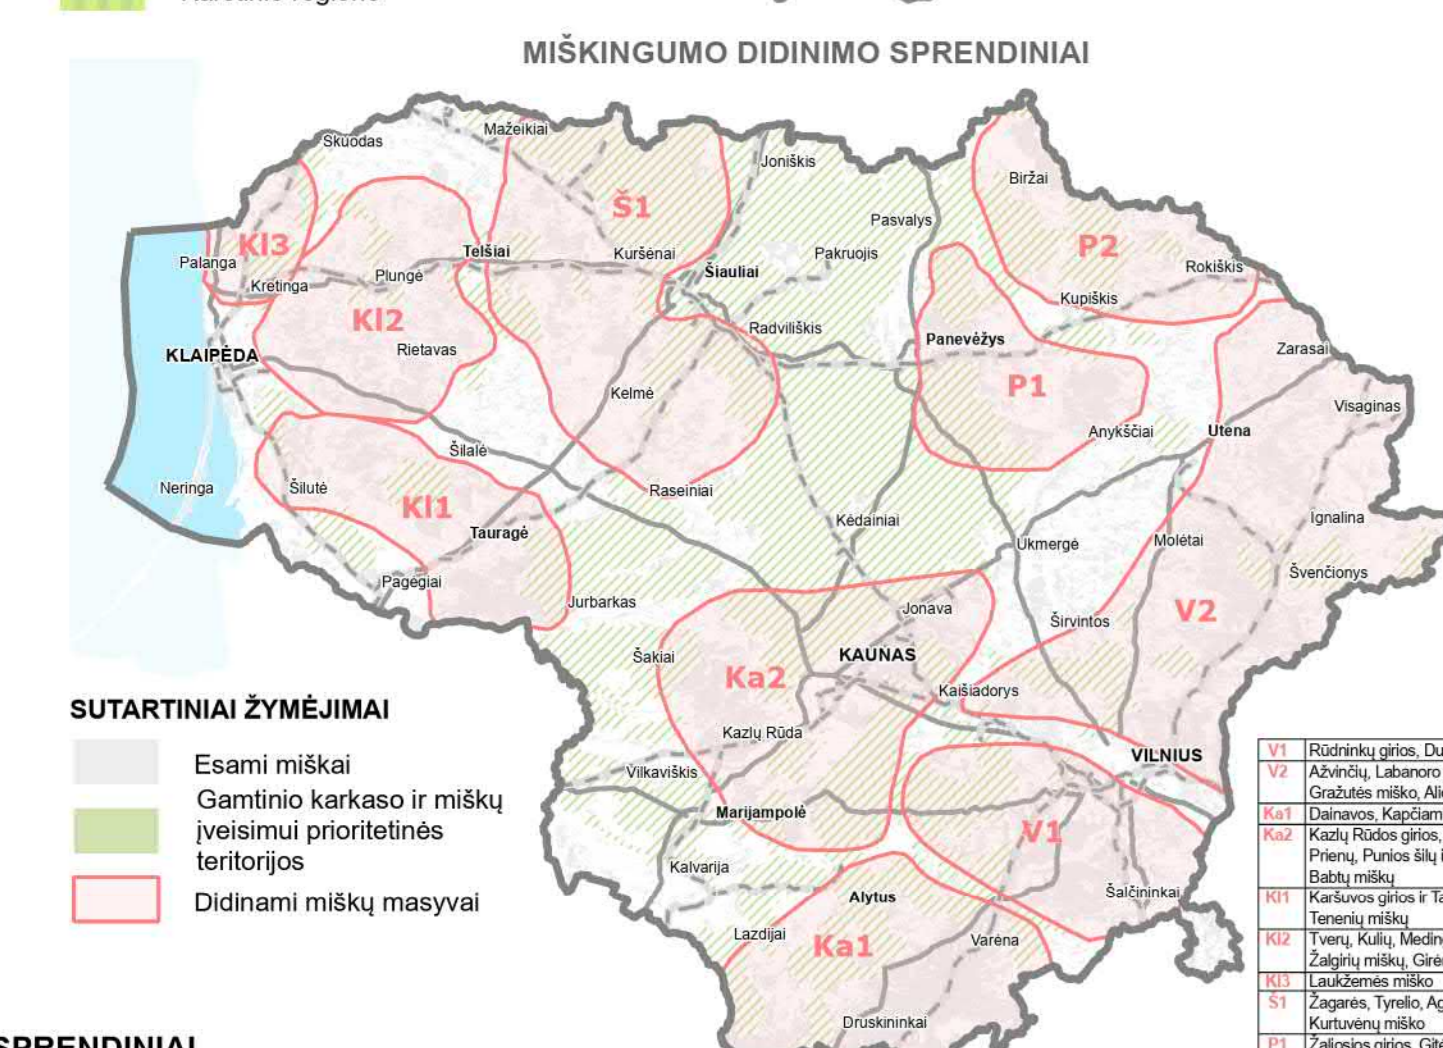 MIŠKINGUMO DIDINIMO SPRENDINIAI
Skuodas
Mažeikiai
Joniškis
Biržai
Š1
Pasvalys
Kl3
P2
Palanga
Telšiai
Kuršėnai
Pakruojis
Šiauliai
Rokiškis
Kretinga
Plungė
Kupiškis
Kl2
Radviliškis
Panevėžys
KLAIPĖDA
Rietavas
Zarasai
Kelmė
P1
Visaginas
Anykščiai
Utena
Šilalė
Neringa
Šilutė
Raseiniai
Kl1
Kėdainiai
Ignalina
Tauragė
Ukmergė
Molėtai
Pagėgiai
Švenčionys
Jurbarkas
Jonava
V2
Širvintos
Šakiai
KAUNAS
Ka2
Kaišiadorys
Kazlų Rūda
VILNIUS
Vilkaviškis
Marijampolė
V1
Kalvarija
Alytus
Šalčininkai
Lazdijai
Ka1
Varėna
Druskininkai
SUTARTINIAI ŽYMĖJIMAI
Esami miškai
Gamtinio karkaso ir miškų
įveisimui prioritetinės
teritorijos
Didinami miškų masyvai
V1 Rūdninkų girios,
V2 Ažvinčių, Labanoro
Gražutės miško,
Ka1 Dainavos,
Ka2 Kazlų Rūdos girios,
Prienų, Punios šilų
Babtų miškų
Kl1 Karšuvos girios ir
Tenenių miškų
Kl2 Tverų, Kulių,
Žalgirių miškų,
Kl3 Laukžemės miško
Š1 Žagarės, Tyrelio,
Kurtuvėnų miško
P1 Žaliosios girios,
SPRENDINIAI